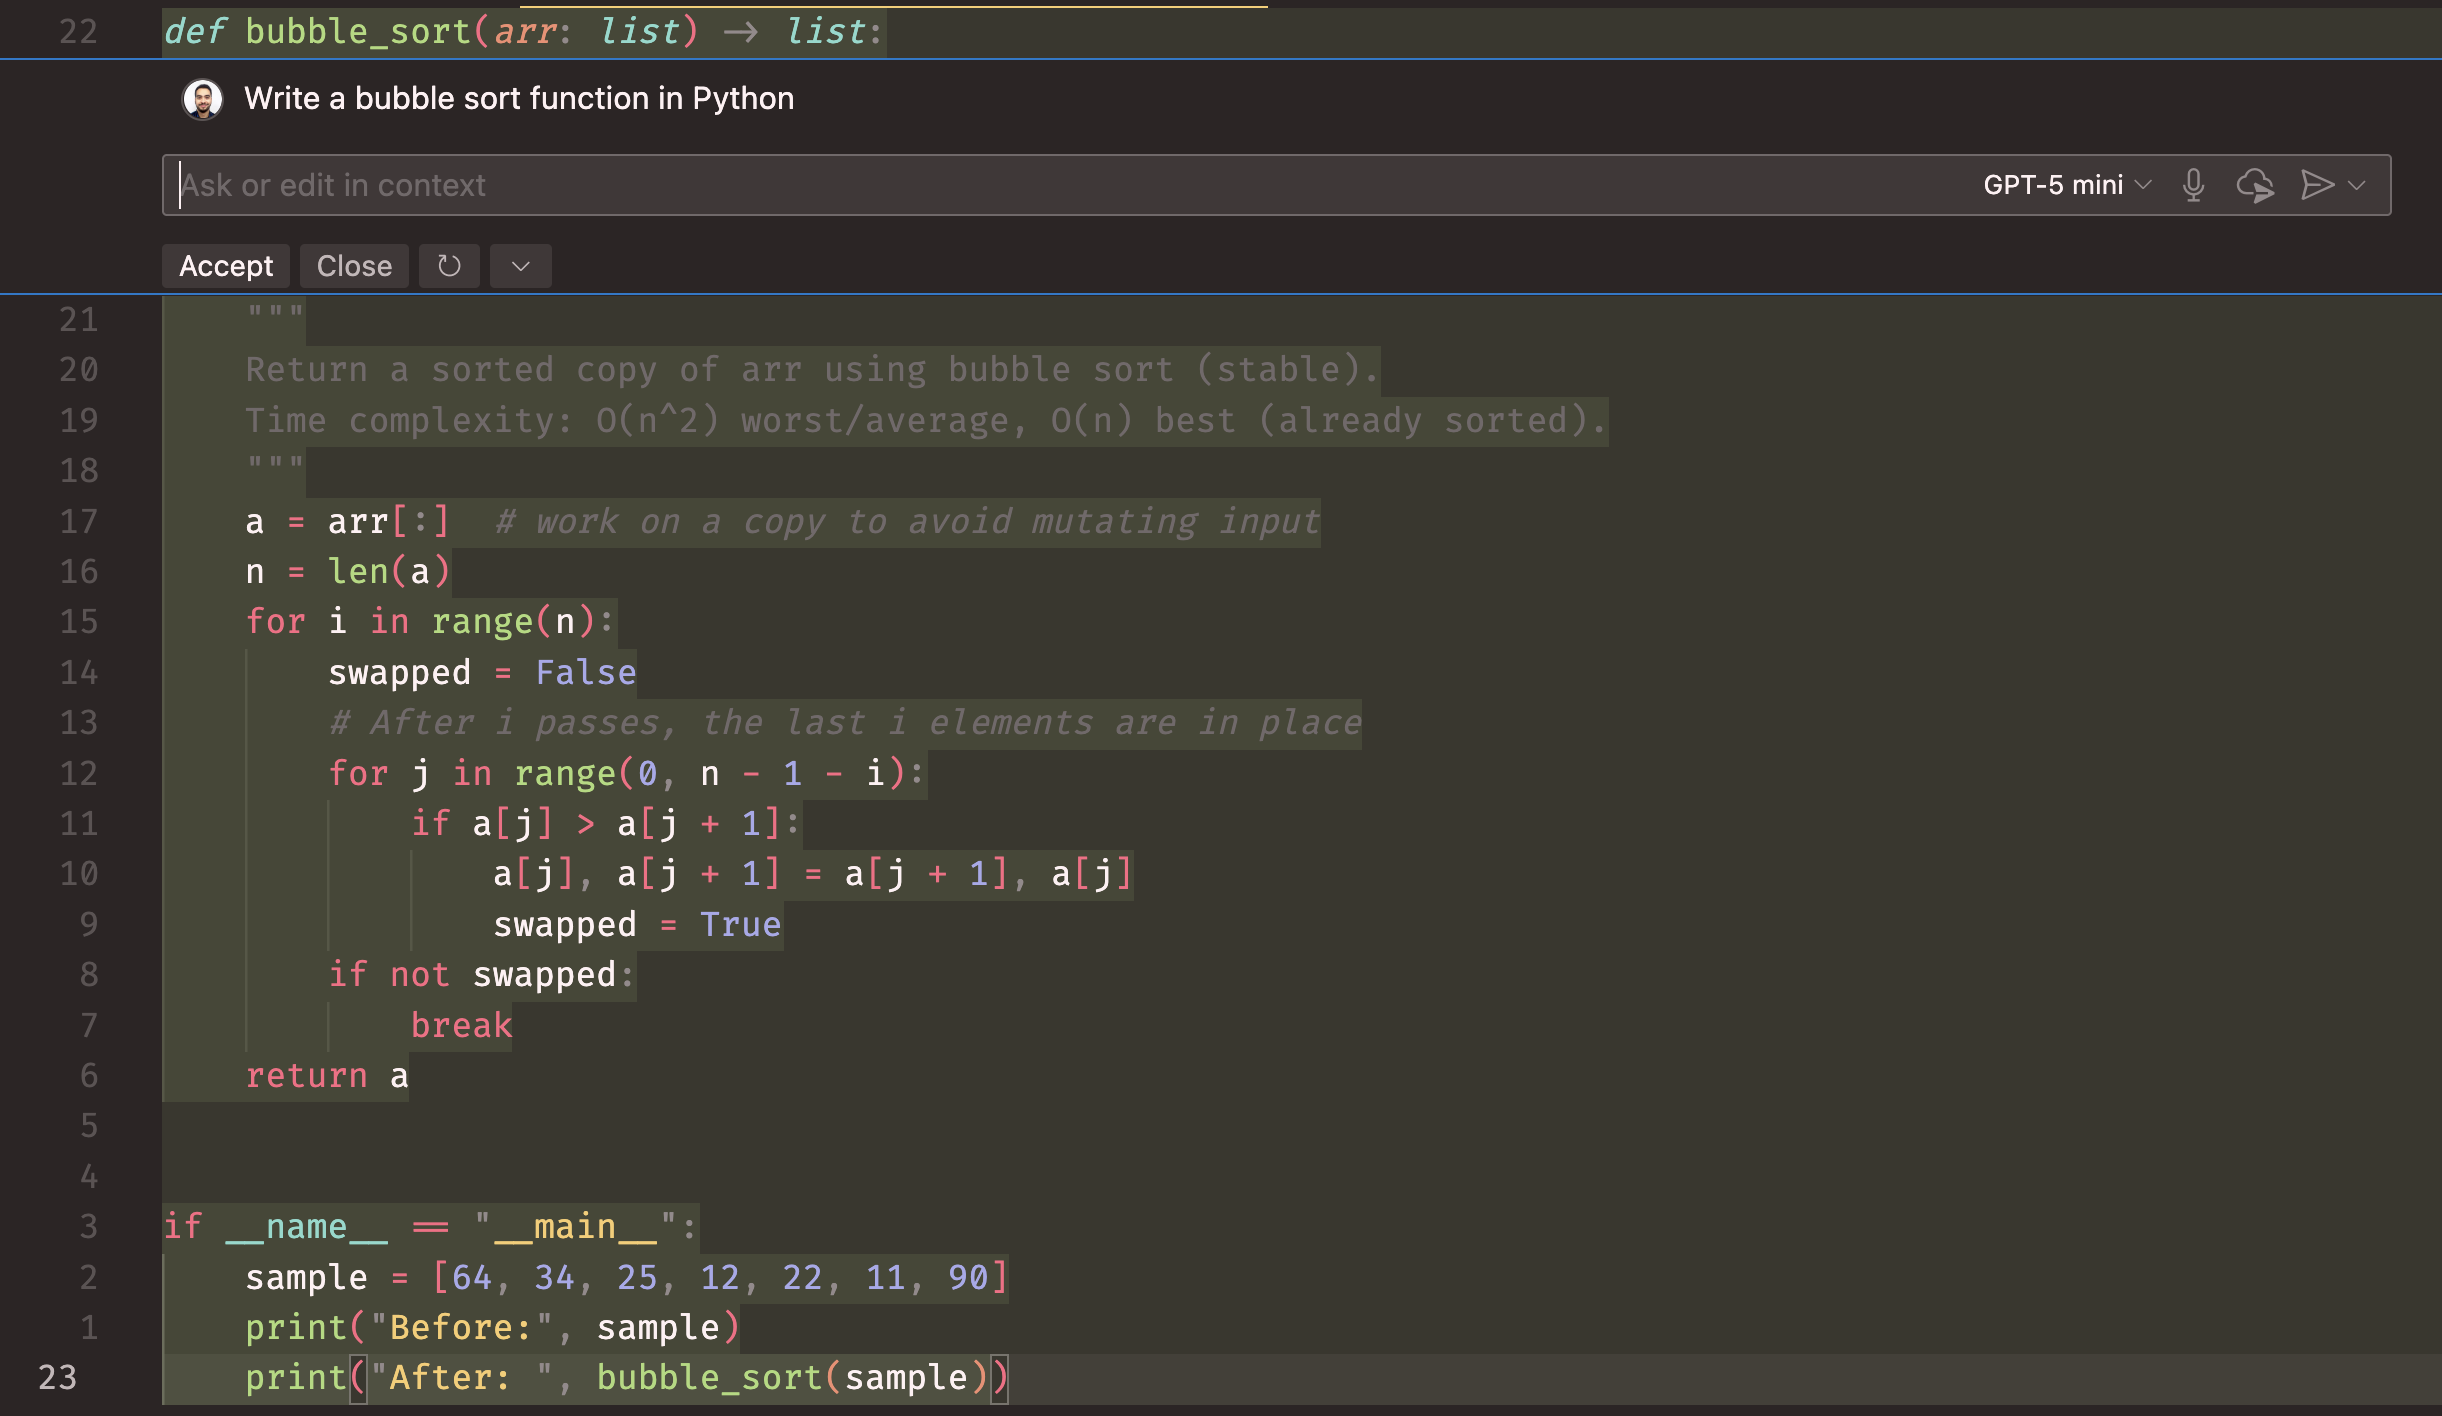 22 def bubble_sort(arr: list) → list:
Write a bubble sort function in Python
Ask or edit in context GPT-5 mini
Accept Close
21     """
20     Return a sorted copy of arr using bubble sort (stable).
19     Time complexity: O(n^2) worst/average, O(n) best (already sorted).
18     """
17     a = arr[:]  # work on a copy to avoid mutating input
16     n = len(a)
15     for i in range(n):
14         swapped = False
13         # After i passes, the last i elements are in place
12         for j in range(0, n - 1 - i):
11             if a[j] > a[j + 1]:
10                 a[j], a[j + 1] = a[j + 1], a[j]
9                 swapped = True
8         if not swapped:
7             break
6     return a
5
4
3 if __name__ == "__main__":
2     sample = [64, 34, 25, 12, 22, 11, 90]
1     print("Before:", sample)
23     print("After: ", bubble_sort(sample))